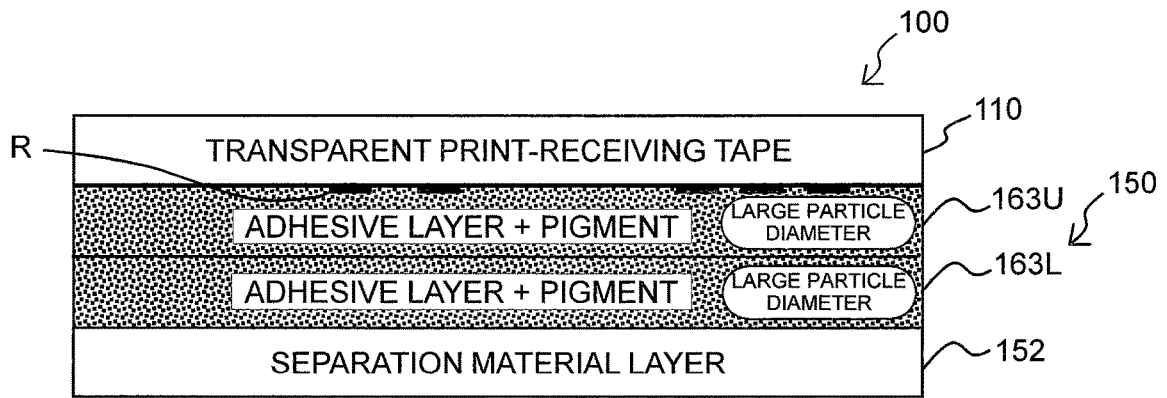 100
110
R
TRANSPARENT PRINT-RECEIVING TAPE
163U
150
ADHESIVE LAYER + PIGMENT
LARGE PARTICLE
DIAMETER
163L
ADHESIVE LAYER + PIGMENT
LARGE PARTICLE
DIAMETER
SEPARATION MATERIAL LAYER
152